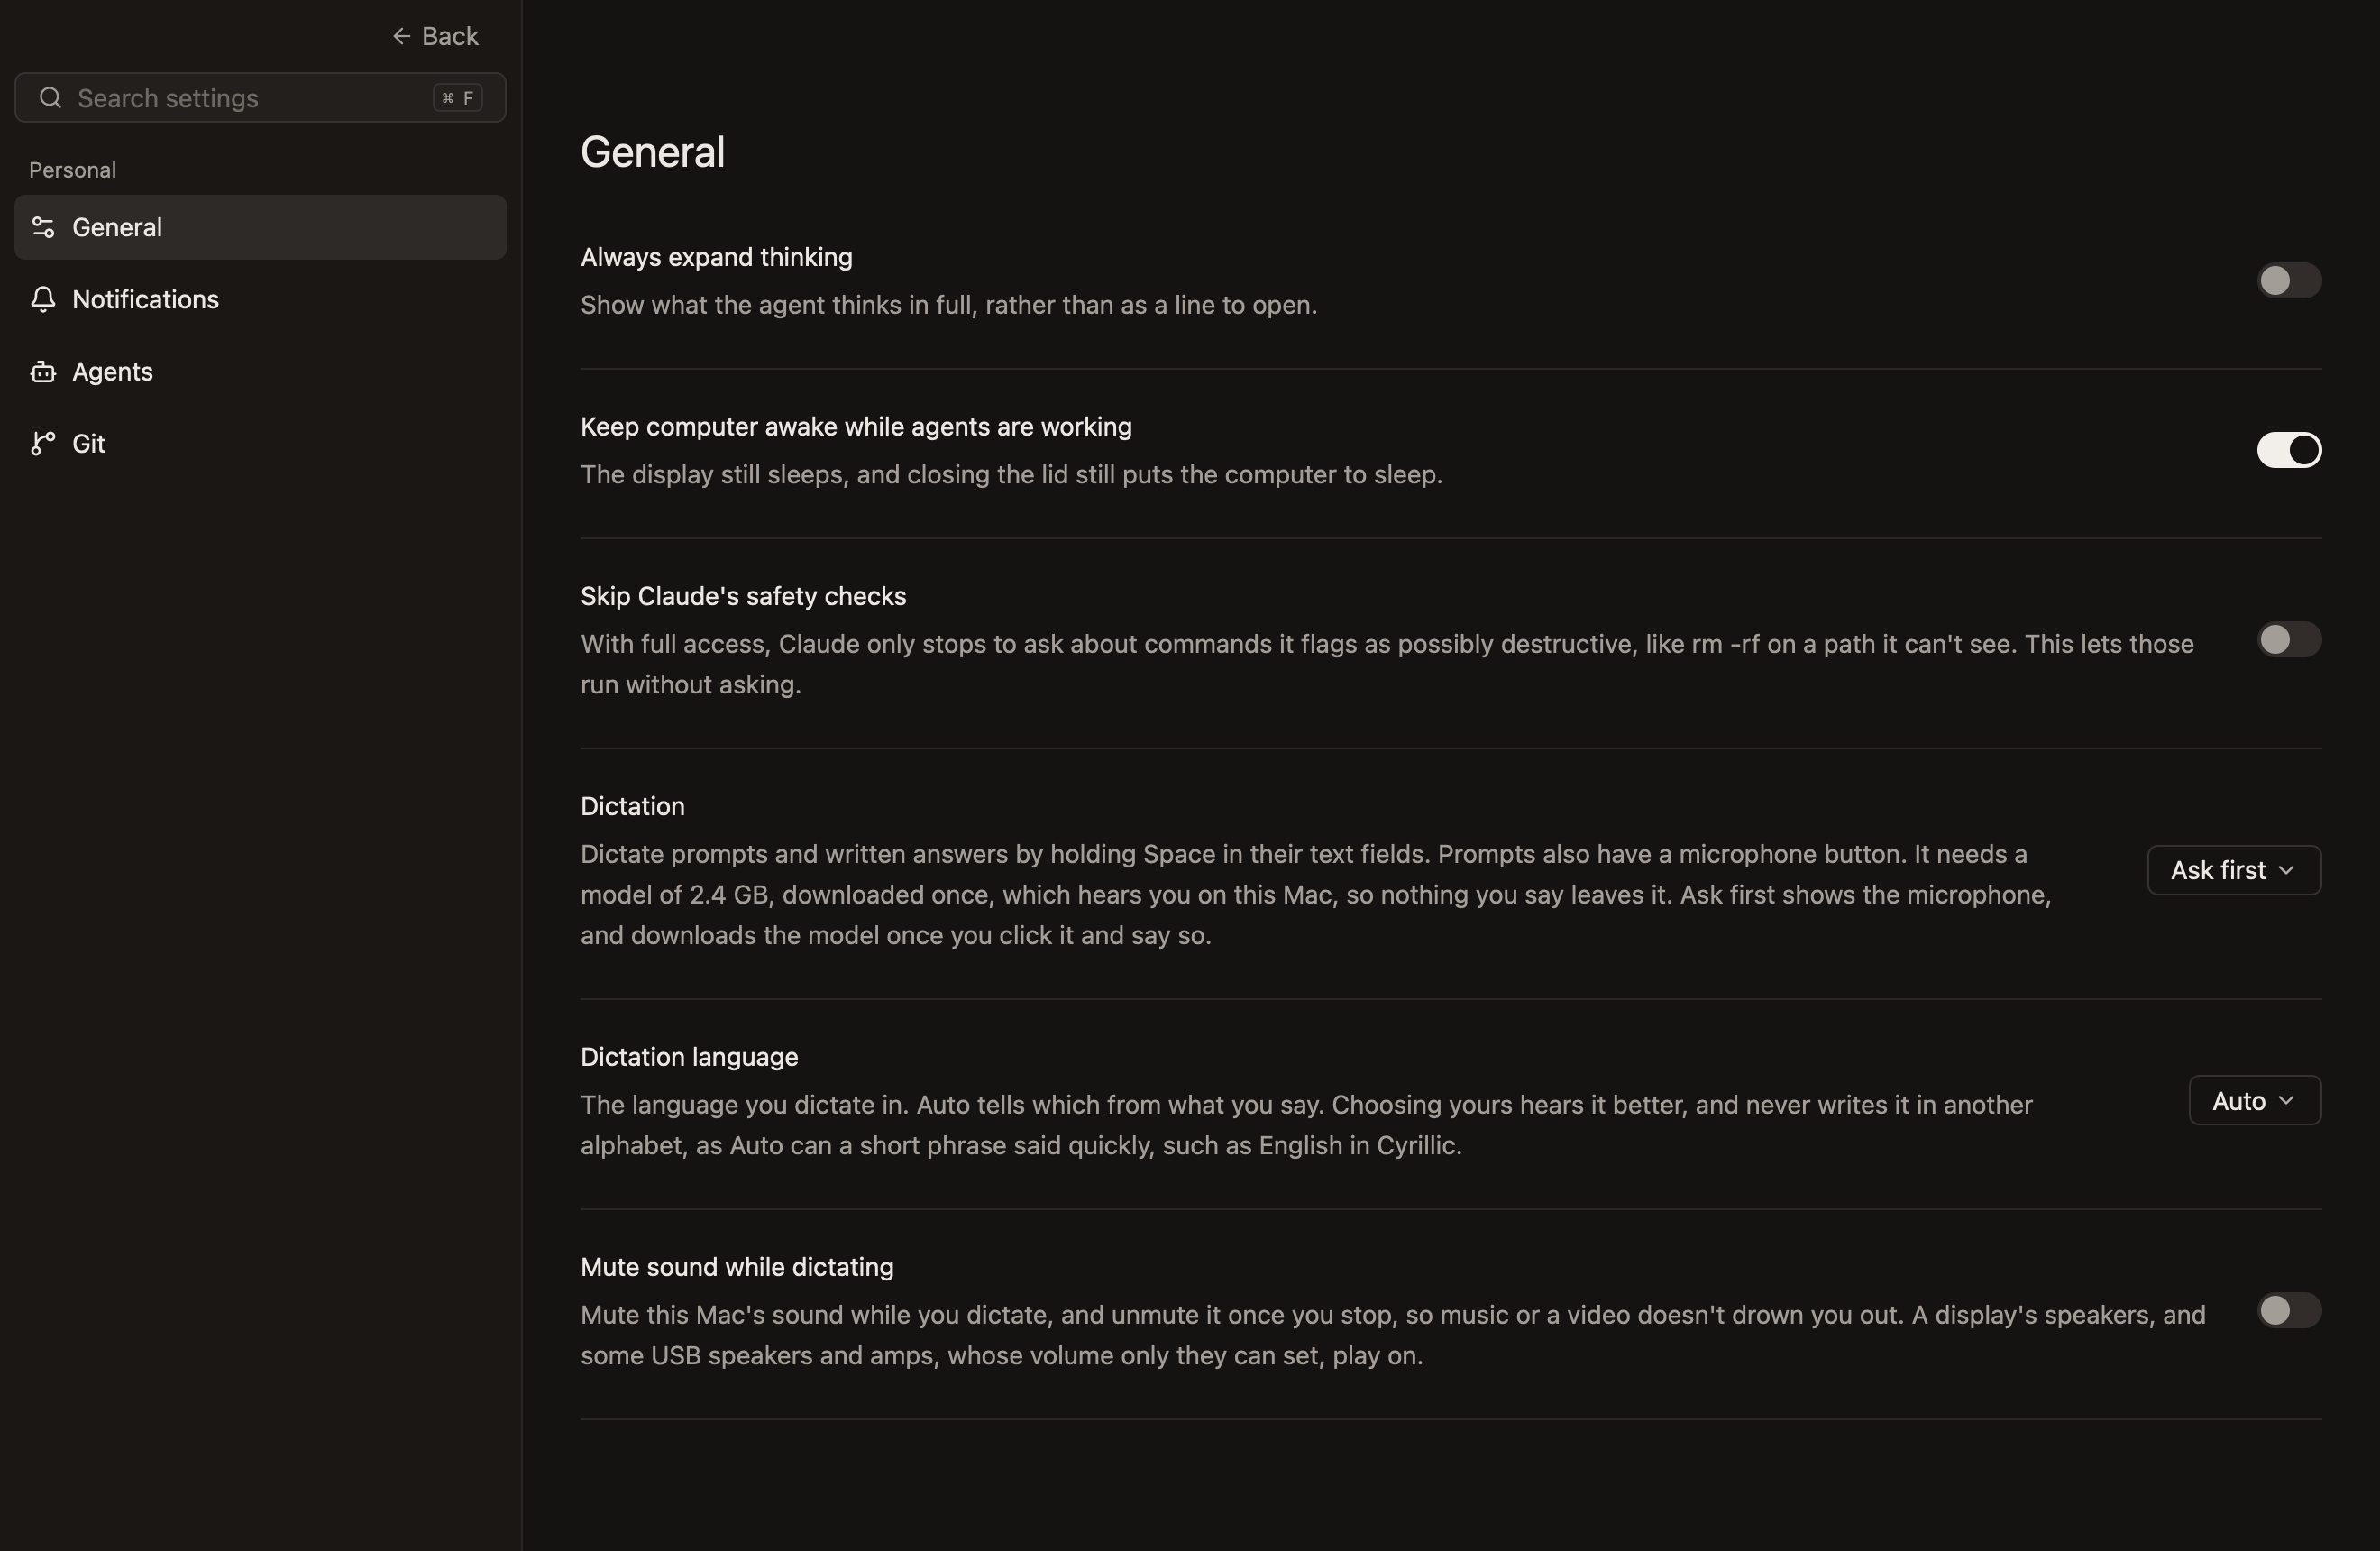 Back
Search settings
⌘ F
Personal
General
Notifications
Agents
Git
General
Always expand thinking
Show what the agent thinks in full, rather than as a line to open.
Keep computer awake while agents are working
The display still sleeps, and closing the lid still puts the computer to sleep.
Skip Claude's safety checks
With full access, Claude only stops to ask about commands it flags as possibly destructive, like rm -rf on a path it can't see. This lets those
run without asking.
Dictation
Dictate prompts and written answers by holding Space in their text fields. Prompts also have a microphone button. It needs a
model of 2.4 GB, downloaded once, which hears you on this Mac, so nothing you say leaves it. Ask first shows the microphone,
and downloads the model once you click it and say so.
Ask first
Dictation language
The language you dictate in. Auto tells which from what you say. Choosing yours hears it better, and never writes it in another
alphabet, as Auto can a short phrase said quickly, such as English in Cyrillic.
Auto
Mute sound while dictating
Mute this Mac's sound while you dictate, and unmute it once you stop, so music or a video doesn't drown you out. A display's speakers, and
some USB speakers and amps, whose volume only they can set, play on.